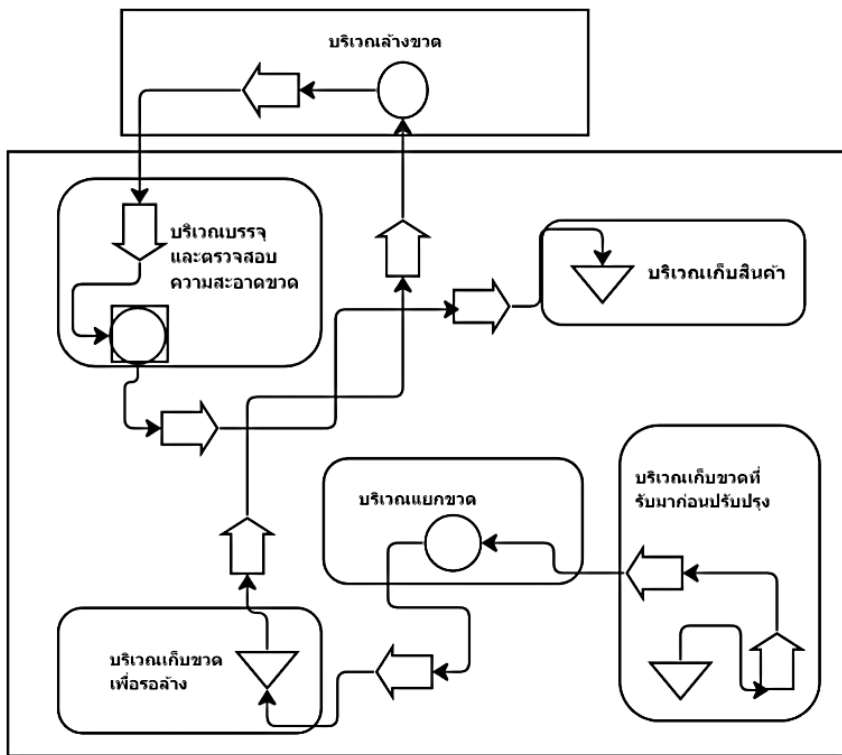 บริเวณล้างขวด
บริเวณบรรจุ
และตรวจสอบ
ความสะอาดขวด
บริเวณเก็บสินค้า
บริเวณแยกขวด
บริเวณเก็บขวดที่
รับมาก่อนปรับปรุง
บริเวณเก็บขวด
เพื่อรอล้าง